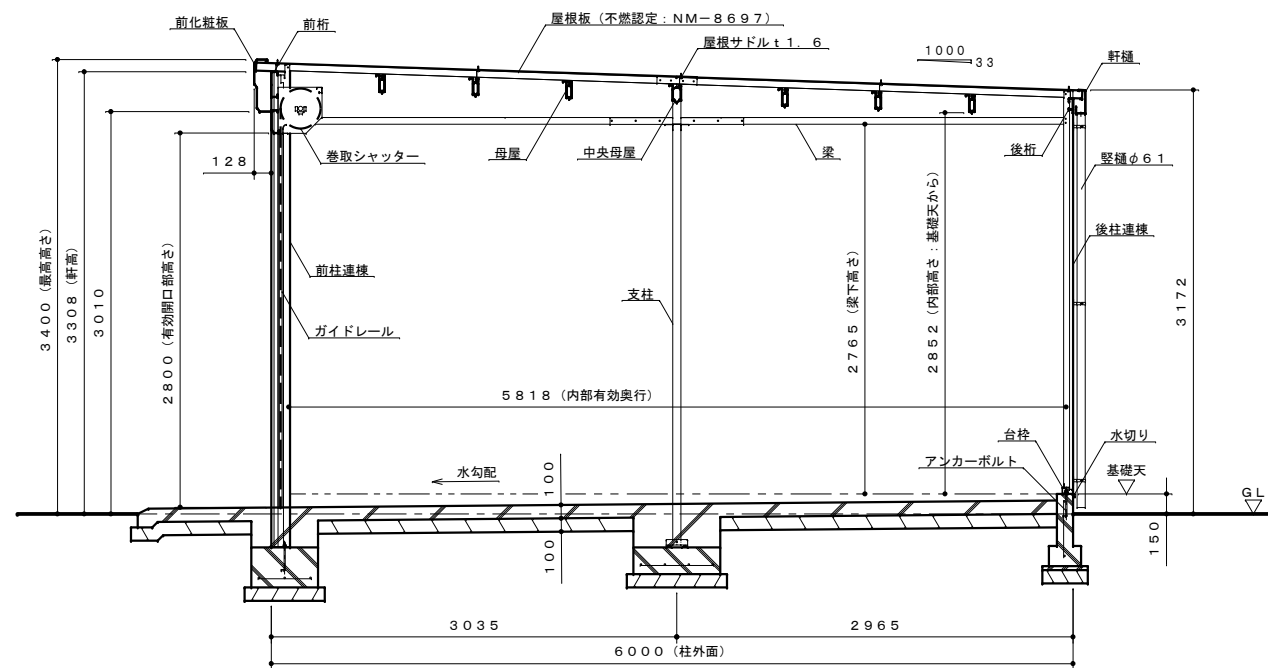 屋根板（不燃認定：NM－8697）
前化粧板
前桁
屋根サドルｔ1．6
1000
33
軒樋
巻取シャッター
母屋
中央母屋
梁
後桁
竪樋φ61
128
3400（最高高さ）
3308（軒高）
3010
2800（有効開口部高さ）
前柱連棟
ガイドレール
支柱
2765（梁下高さ）
2852（内部高さ：基礎天から）
後柱連棟
3172
5818（内部有効奥行）
台枠
水切り
アンカーボルト
基礎天
水勾配
100
100
GL
150
3035
2965
6000（柱外面）